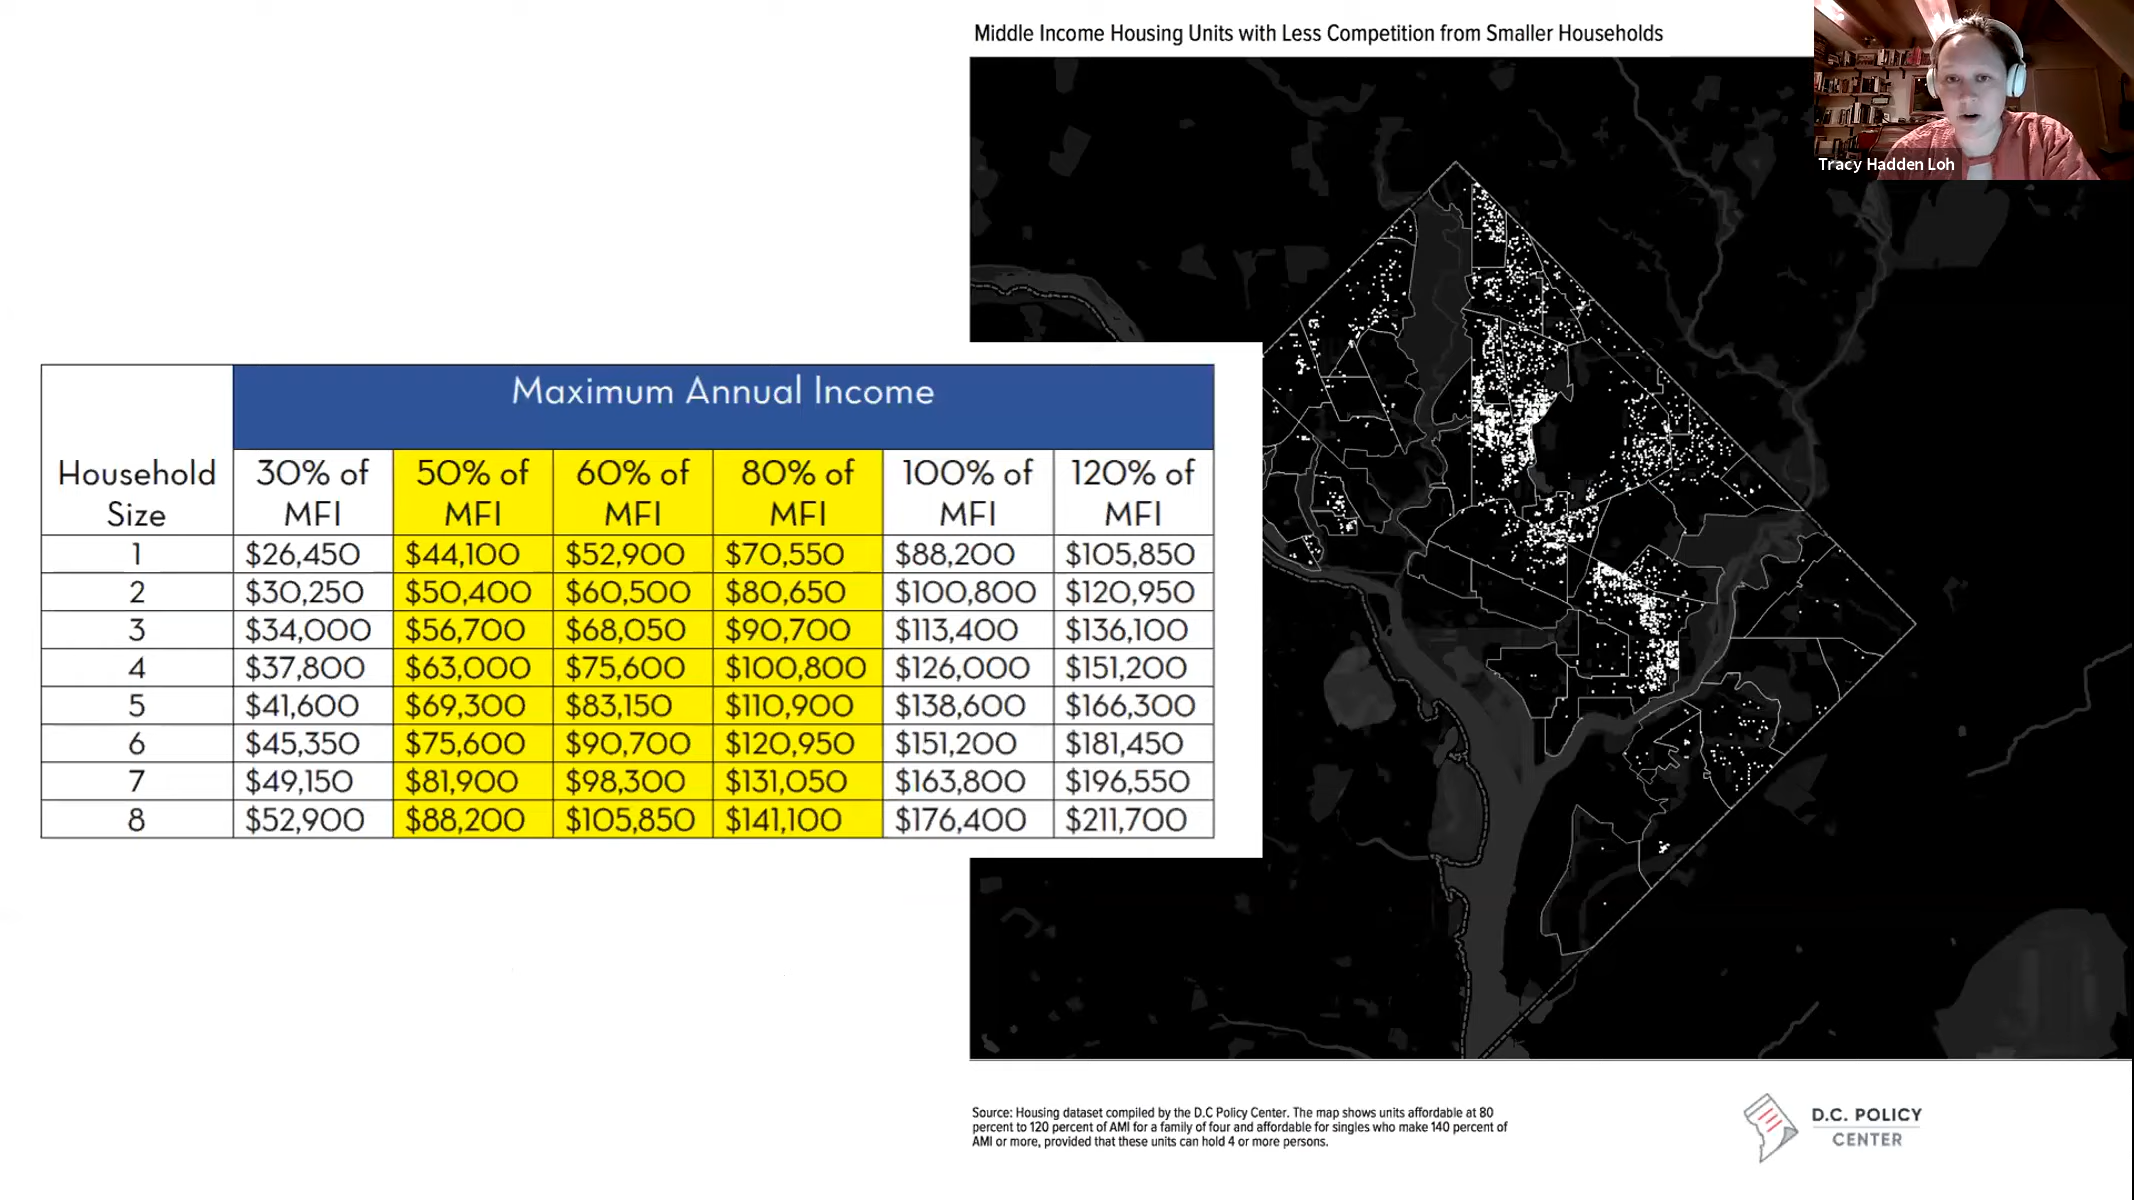 Middle Income Housing Units with Less Competition from Smaller Households
Tracy Hadden Loh
Maximum Annual Income
Household Size 30% of MFI 50% of MFI 60% of MFI 80% of MFI 100% of MFI 120% of MFI
1 $26,450 $44,100 $52,900 $70,550 $88,200 $105,850
2 $30,250 $50,400 $60,500 $80,650 $100,800 $120,950
3 $34,000 $56,700 $68,050 $90,700 $113,400 $136,100
4 $37,800 $63,000 $75,600 $100,800 $126,000 $151,200
5 $41,600 $69,300 $83,150 $110,900 $138,600 $166,300
6 $45,350 $75,600 $90,700 $120,950 $151,200 $181,450
7 $49,150 $81,900 $98,300 $131,050 $163,800 $196,550
8 $52,900 $88,200 $105,850 $141,100 $176,400 $211,700
Source: Housing dataset compiled by the D.C Policy Center. The map shows units affordable at 80
percent to 120 percent of AMI for a family of four and affordable for singles who make 140 percent of
AMI or more, provided that these units can hold 4 or more persons.
D.C. POLICY
CENTER